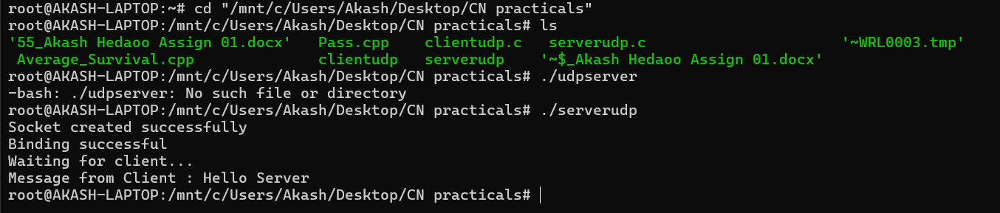 root@AKASH-LAPTOP:~# cd "/mnt/c/Users/Akash/Desktop/CN practicals"
root@AKASH-LAPTOP:/mnt/c/Users/Akash/Desktop/CN practicals# ls
'55_Akash Hedaoo Assign 01.docx'   Pass.cpp    clientudp.c   serverudp.c                      '~WRL0003.tmp'
 Average_Survival.cpp              clientudp   serverudp    '~$_Akash Hedaoo Assign 01.docx'
root@AKASH-LAPTOP:/mnt/c/Users/Akash/Desktop/CN practicals# ./udpserver
-bash: ./udpserver: No such file or directory
root@AKASH-LAPTOP:/mnt/c/Users/Akash/Desktop/CN practicals# ./serverudp
Socket created successfully
Binding successful
Waiting for client...
Message from Client : Hello Server
root@AKASH-LAPTOP:/mnt/c/Users/Akash/Desktop/CN practicals#